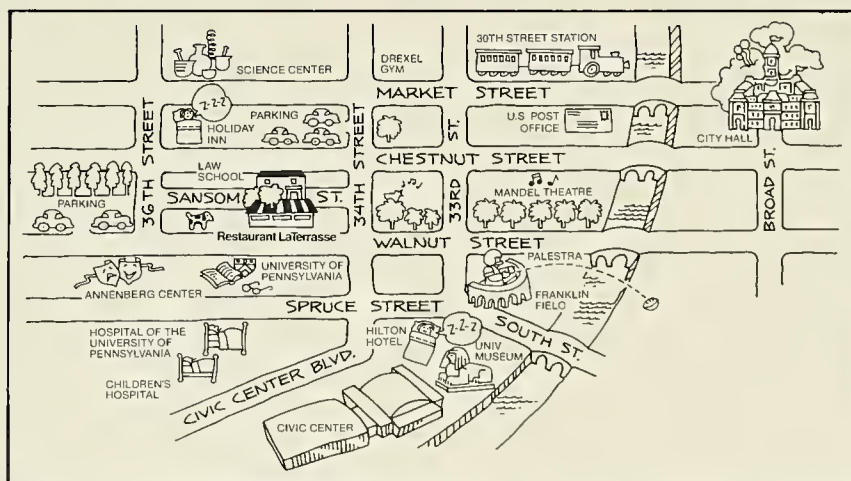 30TH STREET STATION
SCIENCE CENTER
DREXEL
GYM
MARKET STREET
Z-Z-Z
HOLIDAY
INN
PARKING
36TH STREET
34TH STREET
ST.
33RD
U.S. POST
OFFICE
CITY HALL
BROAD ST.
CHESTNUT STREET
LAW
SCHOOL
SANSOM ST.
PARKING
Restaurant LaTerrasse
MANDEL THEATRE
WALNUT STREET
ANNENBERG CENTER
UNIVERSITY OF
PENNSYLVANIA
PALESTRA
FRANKLIN
FIELD
SPRUCE STREET
SOUTH ST.
HOSPITAL OF THE
UNIVERSITY OF
PENNSYLVANIA
CHILDREN'S
HOSPITAL
HILTON
HOTEL
Z-Z-Z
UNIV
MUSEUM
CIVIC CENTER BLVD.
CIVIC CENTER